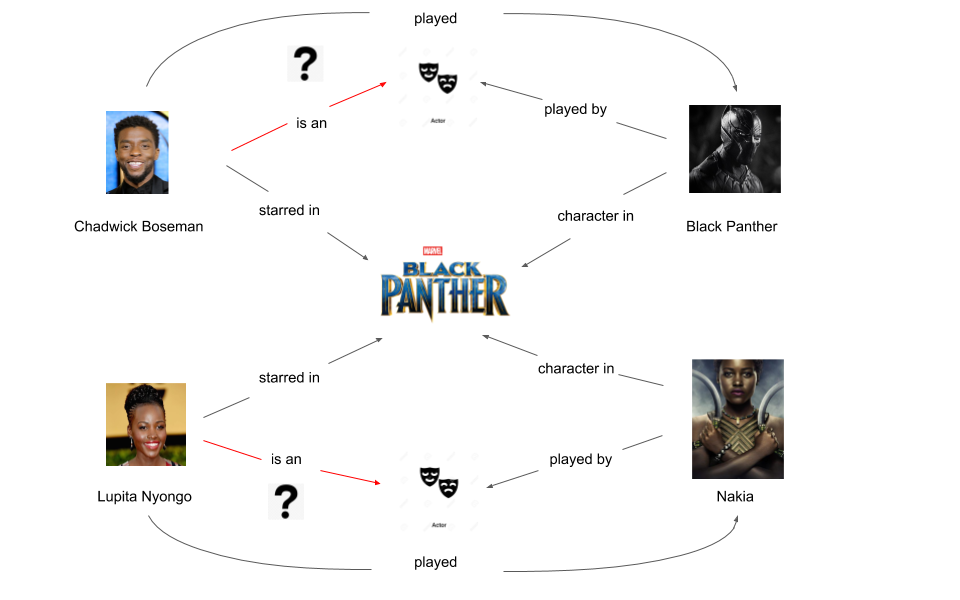 played
?
Actor
is an
played by
Chadwick Boseman
starred in
character in
Black Panther
MARVEL
BLACK
PANTHER
starred in
character in
is an
played by
?
Lupita Nyongo
Nakia
Actor
played